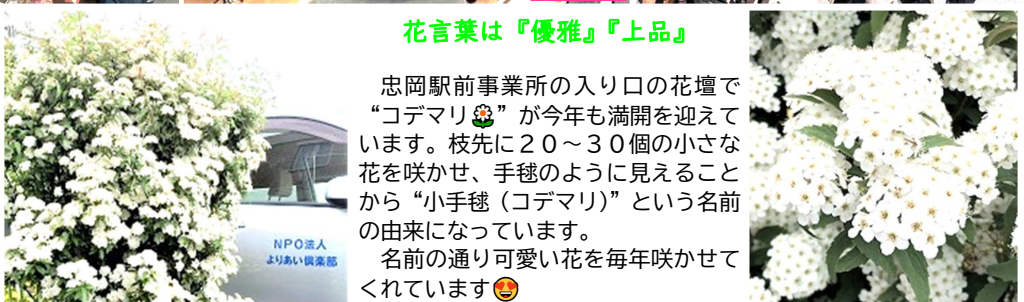 花言葉は『優雅』『上品』
忠岡駅前事業所の入り口の花壇で
“コデマリ🌼”が今年も満開を迎えて
います。枝先に２０～３０個の小さな
花を咲かせ、手毬のように見えること
から“小手毬（コデマリ）”という名前
の由来になっています。
名前の通り可愛い花を毎年咲かせて
くれています😍
NPO法人
よりあい倶楽部